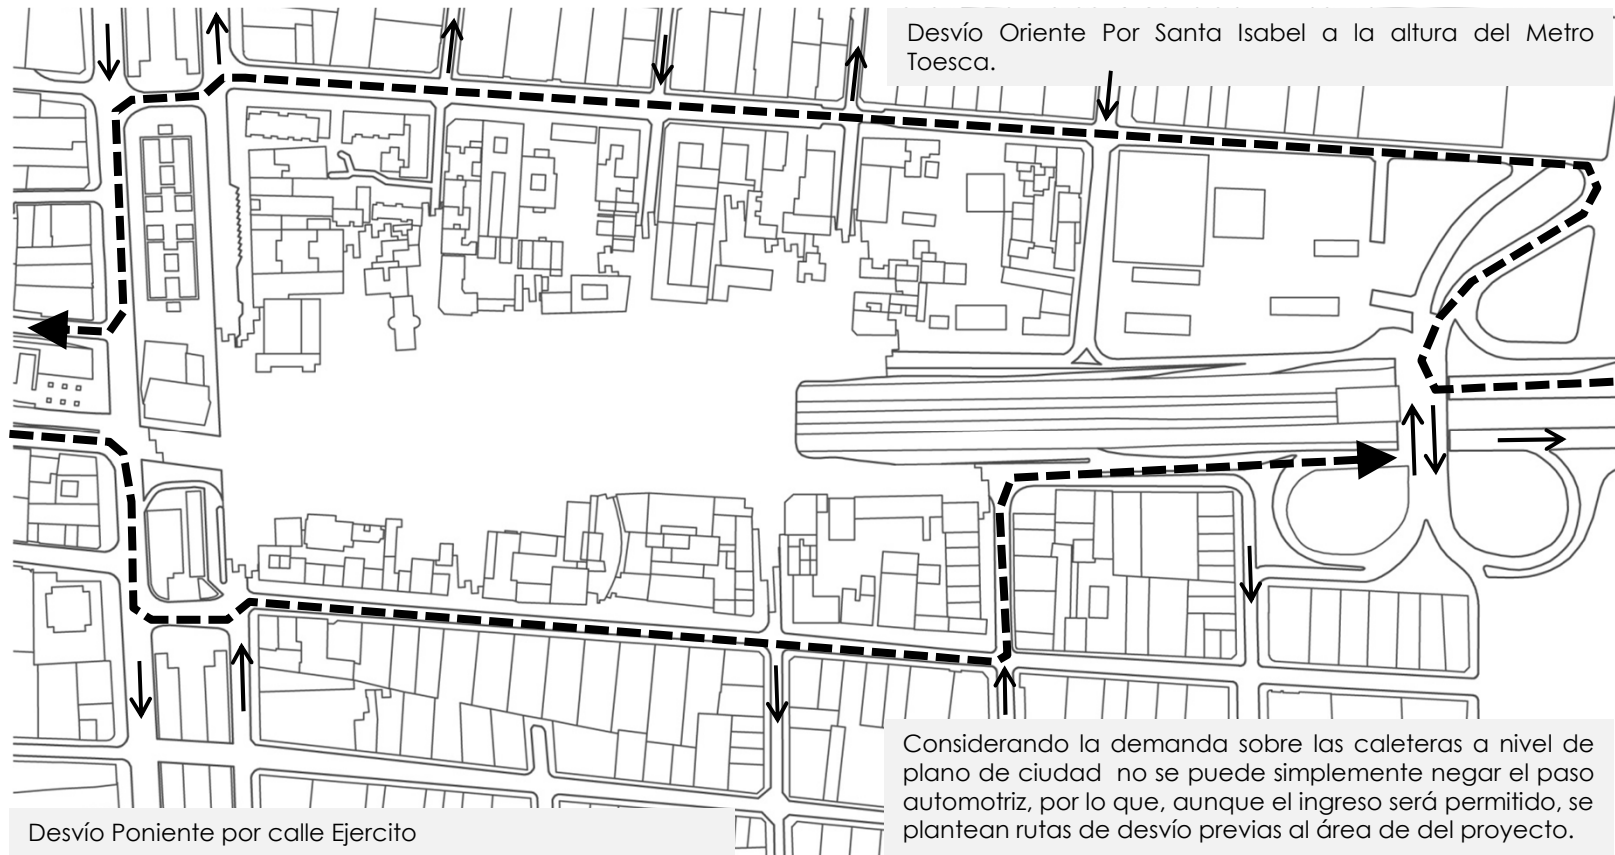 Desvío Oriente Por Santa Isabel a la altura del Metro
Toesca.
Considerando la demanda sobre las caleteras a nivel de
plano de ciudad no se puede simplemente negar el paso
automotriz, por lo que, aunque el ingreso será permitido, se
plantean rutas de desvío previas al área de del proyecto.
Desvío Poniente por calle Ejercito